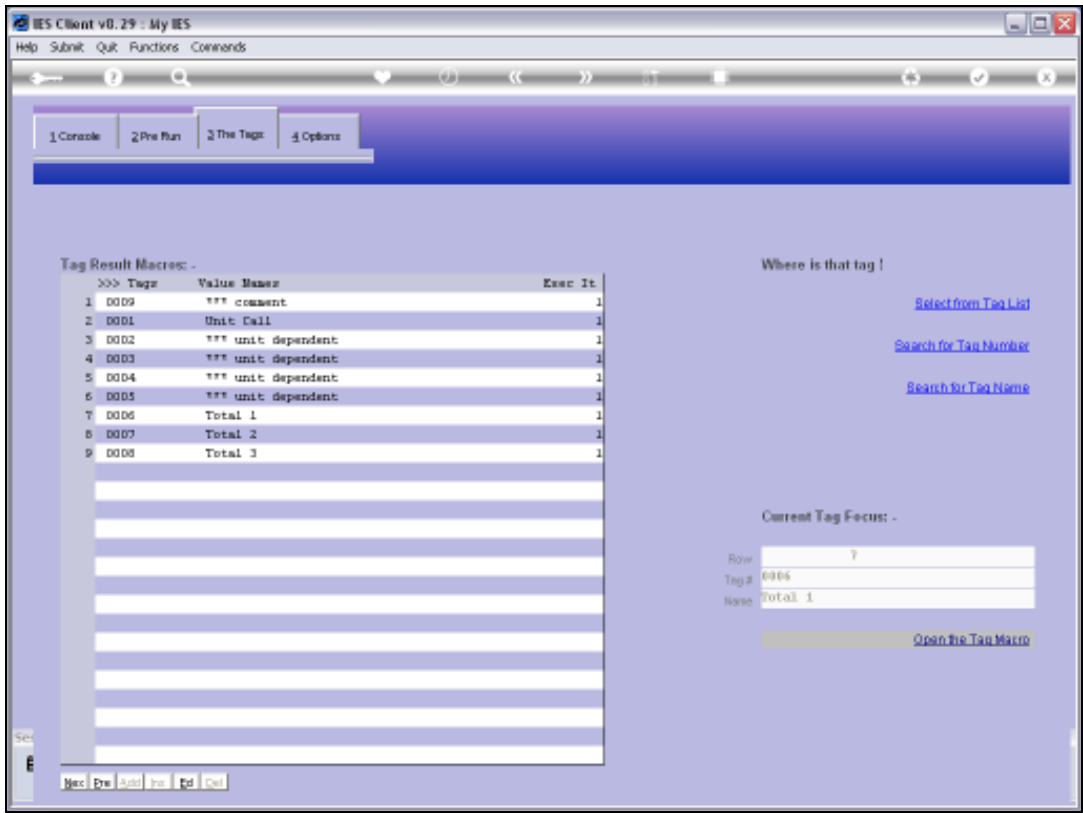 IES Client v8.29 : My IES
Help Submit Quit Functions Commands
1 Console 2 Pre Run 3 The Tags 4 Options
Tag Result Macros: -
>>> Tags Value Names Exec It
1 0009 *** comment 1
2 0001 Unit Call 1
3 0002 *** unit dependent 1
4 0003 *** unit dependent 1
5 0004 *** unit dependent 1
6 0005 *** unit dependent 1
7 0006 Total 1 1
8 0007 Total 2 1
9 0008 Total 3 1
Nex Pre Add Ins Ed Del
Where is that tag !
Select from Tag List
Search for Tag Number
Search for Tag Name
Current Tag Focus: -
Row 7
Tag # 0006
Name Total 1
Open the Tag Macro